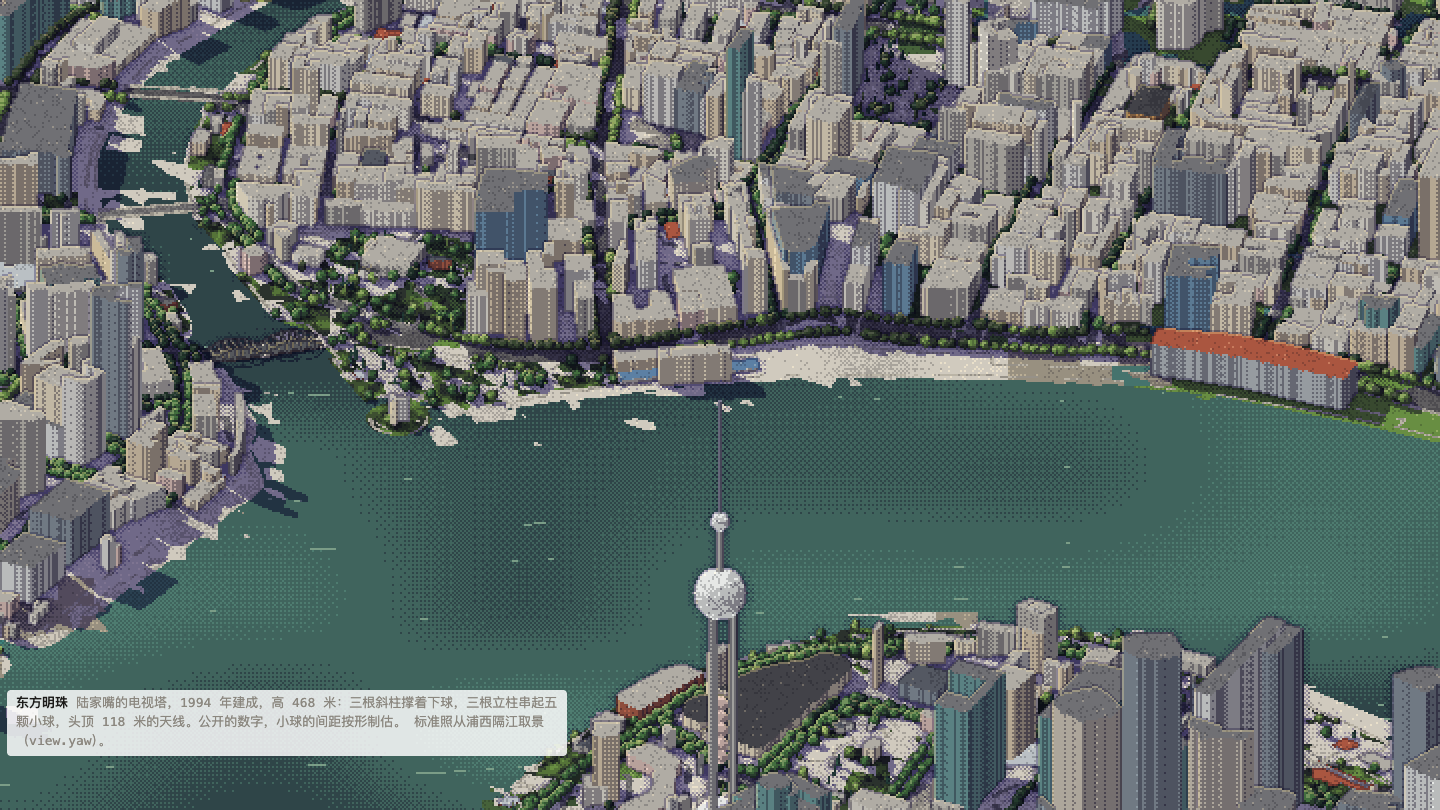 东方明珠 陆家嘴的电视塔，1994 年建成，高 468 米：三根斜柱撑着下球，三根立柱串起五
颗小球，头顶 118 米的天线。公开的数字，小球的间距按形制估。 标准照从浦西隔江取景
（view.yaw）。